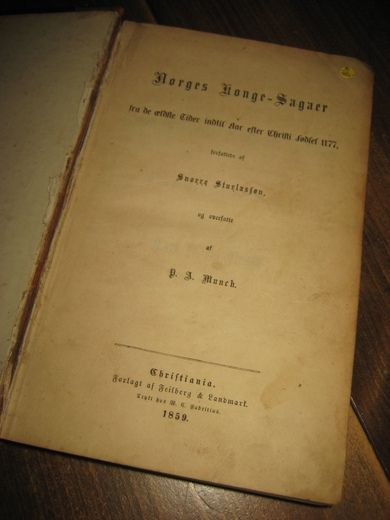 Norges Konge-Sagaer
fra de ældste Tider indtil Aar efter Christi Fødsel 1177,
forfattede af
Snorre Sturlassøn,
og oversatte
af
P. A. Munch.
Christiania.
Forlagt af Feilberg & Landmark.
Trykt hos W. C. Fabritius.
1859.